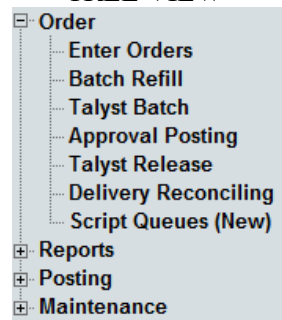 Order
Enter Orders
Batch Refill
Talyst Batch
Approval Posting
Talyst Release
Delivery Reconciling
Script Queues (New)
Reports
Posting
Maintenance